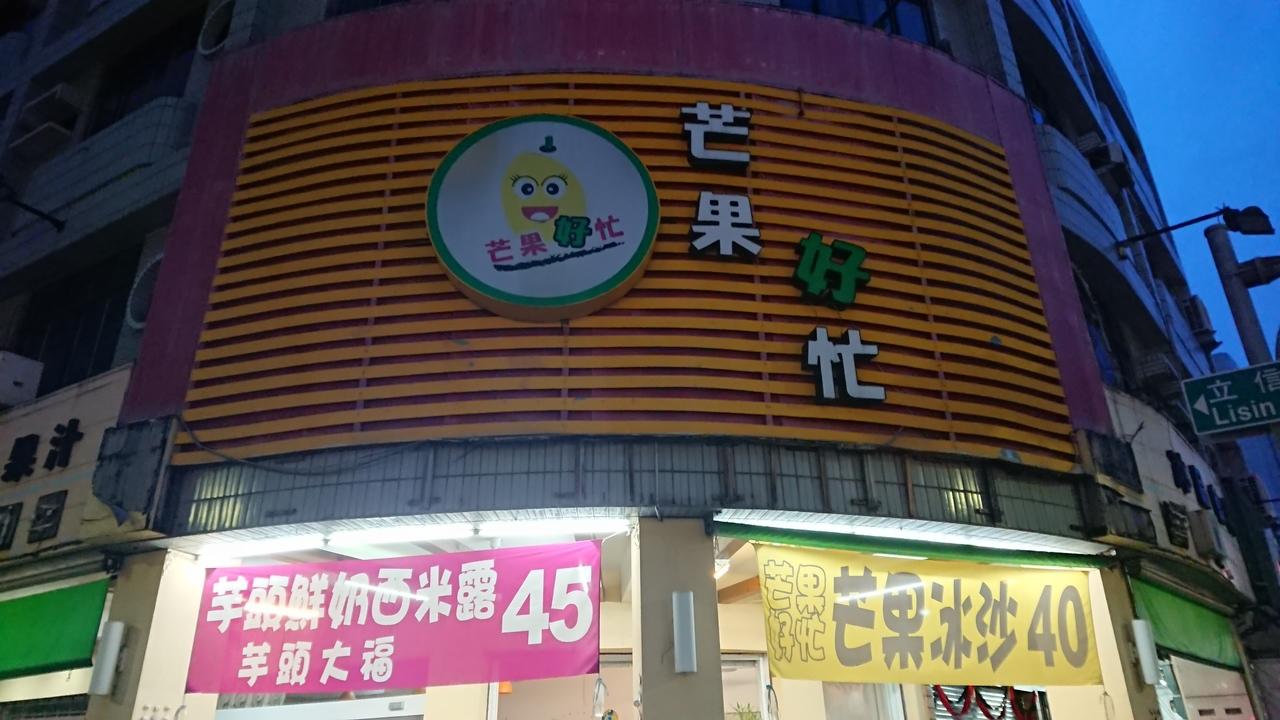 芒果
好忙
芒果好忙
果汁
立信
Lisin
芋頭鮮奶西米露 45
芋頭大福
芒果
好忙
芒果冰沙 40